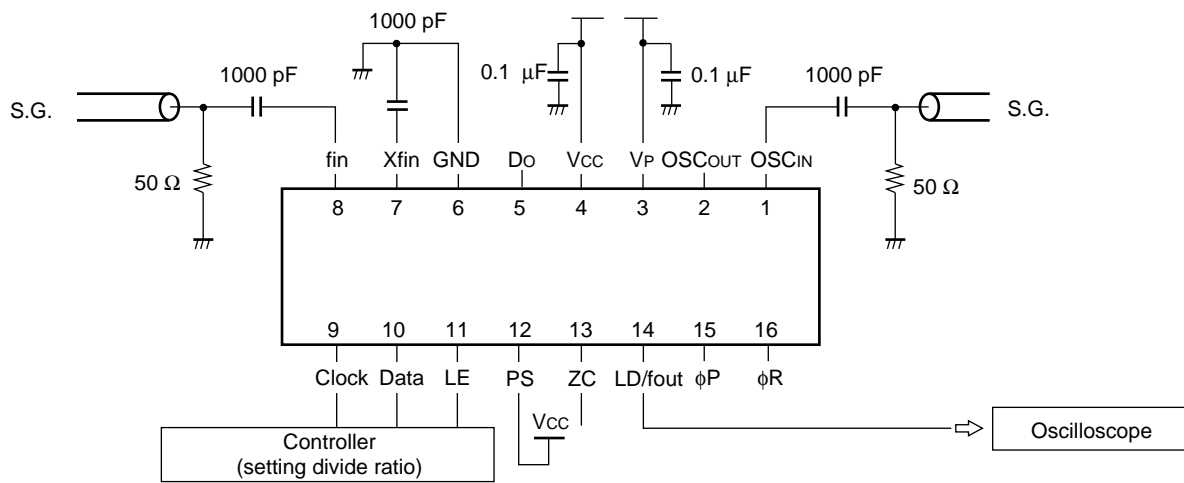 1000 pF
0.1 μF
0.1 μF
1000 pF
1000 pF
S.G.
S.G.
50 Ω
50 Ω
fin Xfin GND DO VCC VP OSCOUT OSCIN
8 7 6 5 4 3 2 1
9 10 11 12 13 14 15 16
Clock Data LE PS ZC LD/fout ϕP ϕR
VCC
Controller
(setting divide ratio)
Oscilloscope